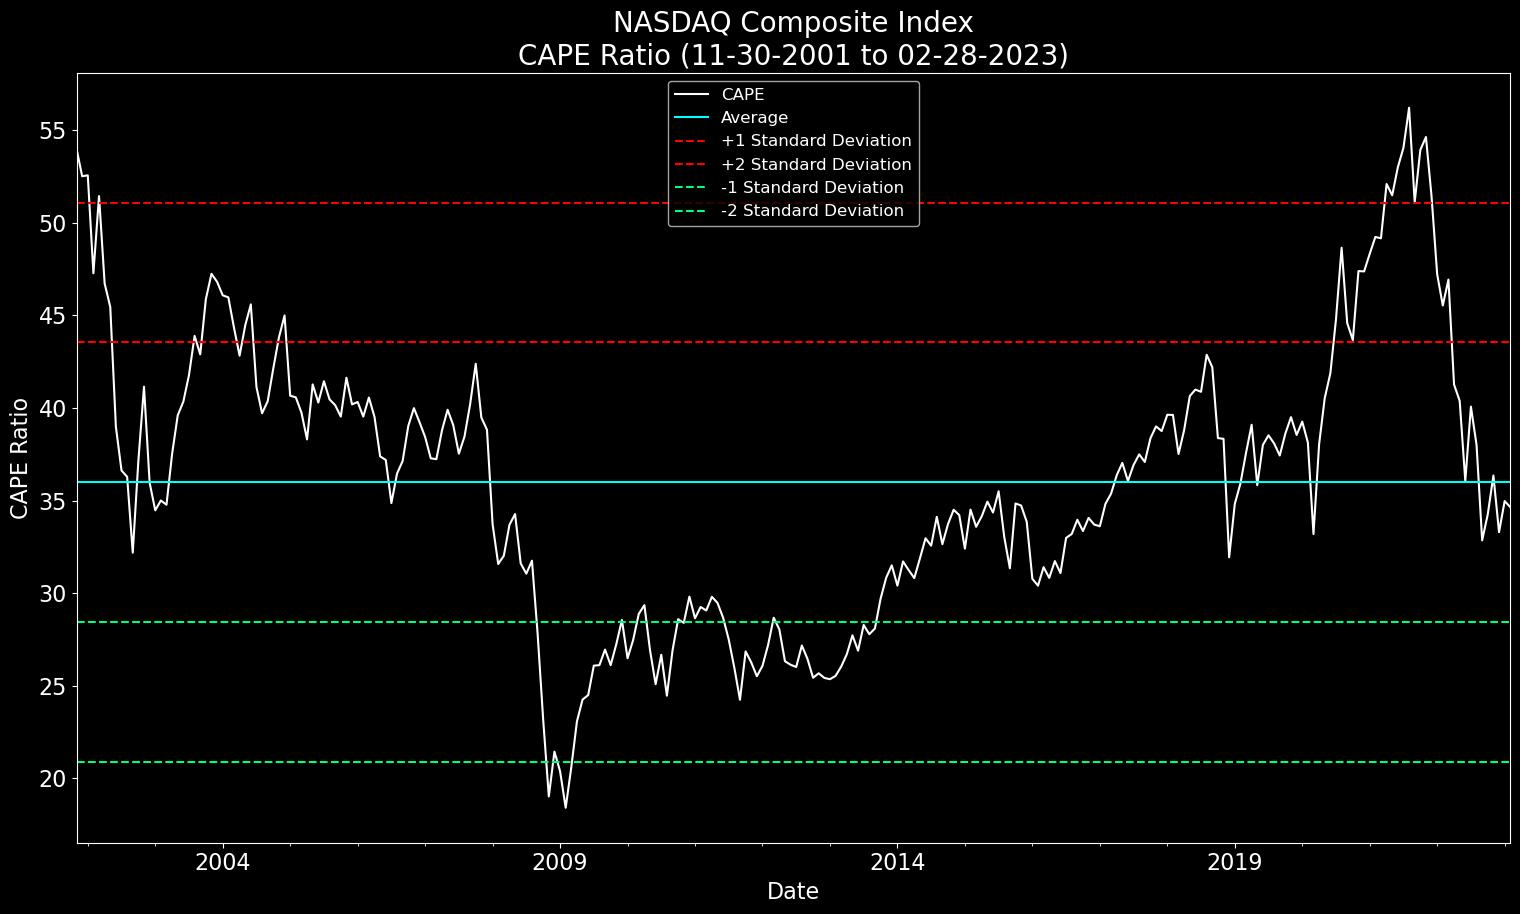 NASDAQ Composite Index
CAPE Ratio (11-30-2001 to 02-28-2023)
CAPE
Average
+1 Standard Deviation
+2 Standard Deviation
-1 Standard Deviation
-2 Standard Deviation
55
50
45
40
35
30
25
20
CAPE Ratio
2004
2009
2014
2019
Date